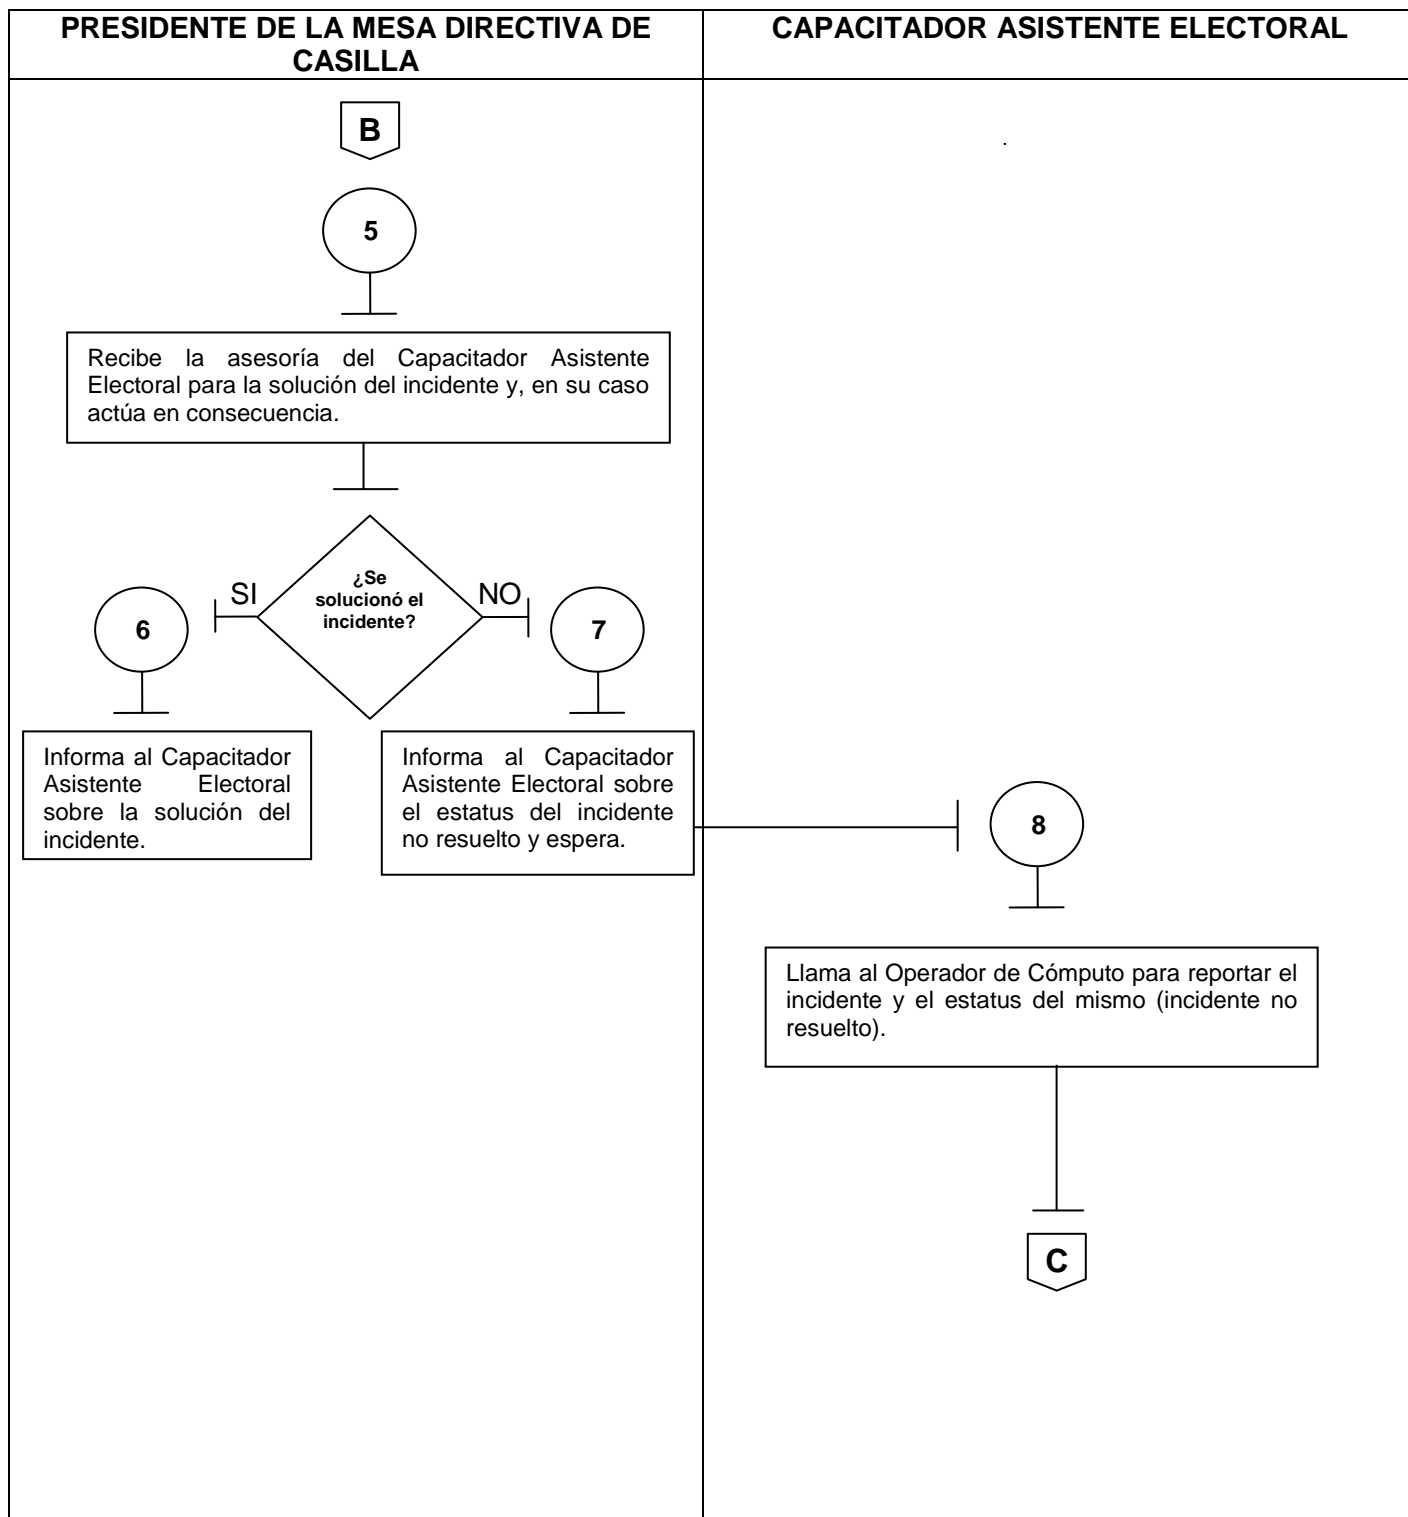 PRESIDENTE DE LA MESA DIRECTIVA DE
CASILLA
CAPACITADOR ASISTENTE ELECTORAL
B
.
5
Recibe la asesoría del Capacitador Asistente
Electoral para la solución del incidente y, en su caso
actúa en consecuencia.
¿Se
solucionó el
incidente?
SI
NO
6
7
Informa al Capacitador
Asistente Electoral
sobre la solución del
incidente.
Informa al Capacitador
Asistente Electoral sobre
el estatus del incidente
no resuelto y espera.
8
Llama al Operador de Cómputo para reportar el
incidente y el estatus del mismo (incidente no
resuelto).
C